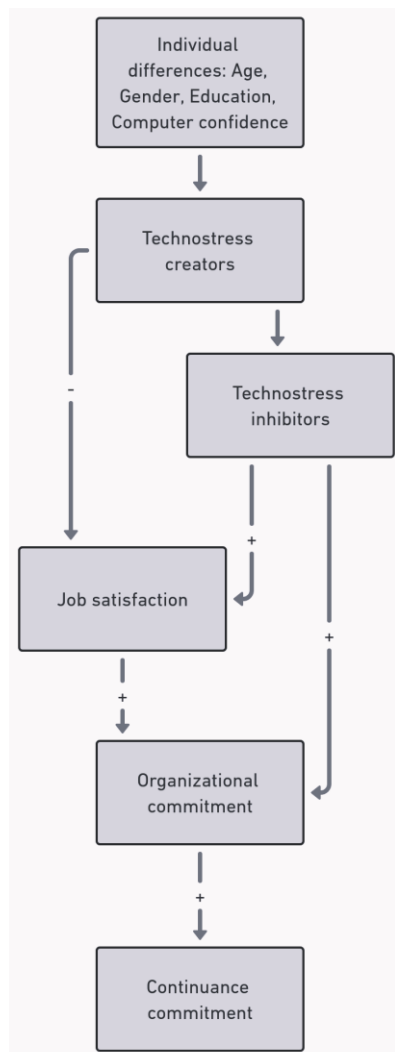 Individual
differences: Age,
Gender, Education,
Computer confidence
Technostress
creators
Technostress
inhibitors
-
+
Job satisfaction
+
+
Organizational
commitment
+
Continuance
commitment